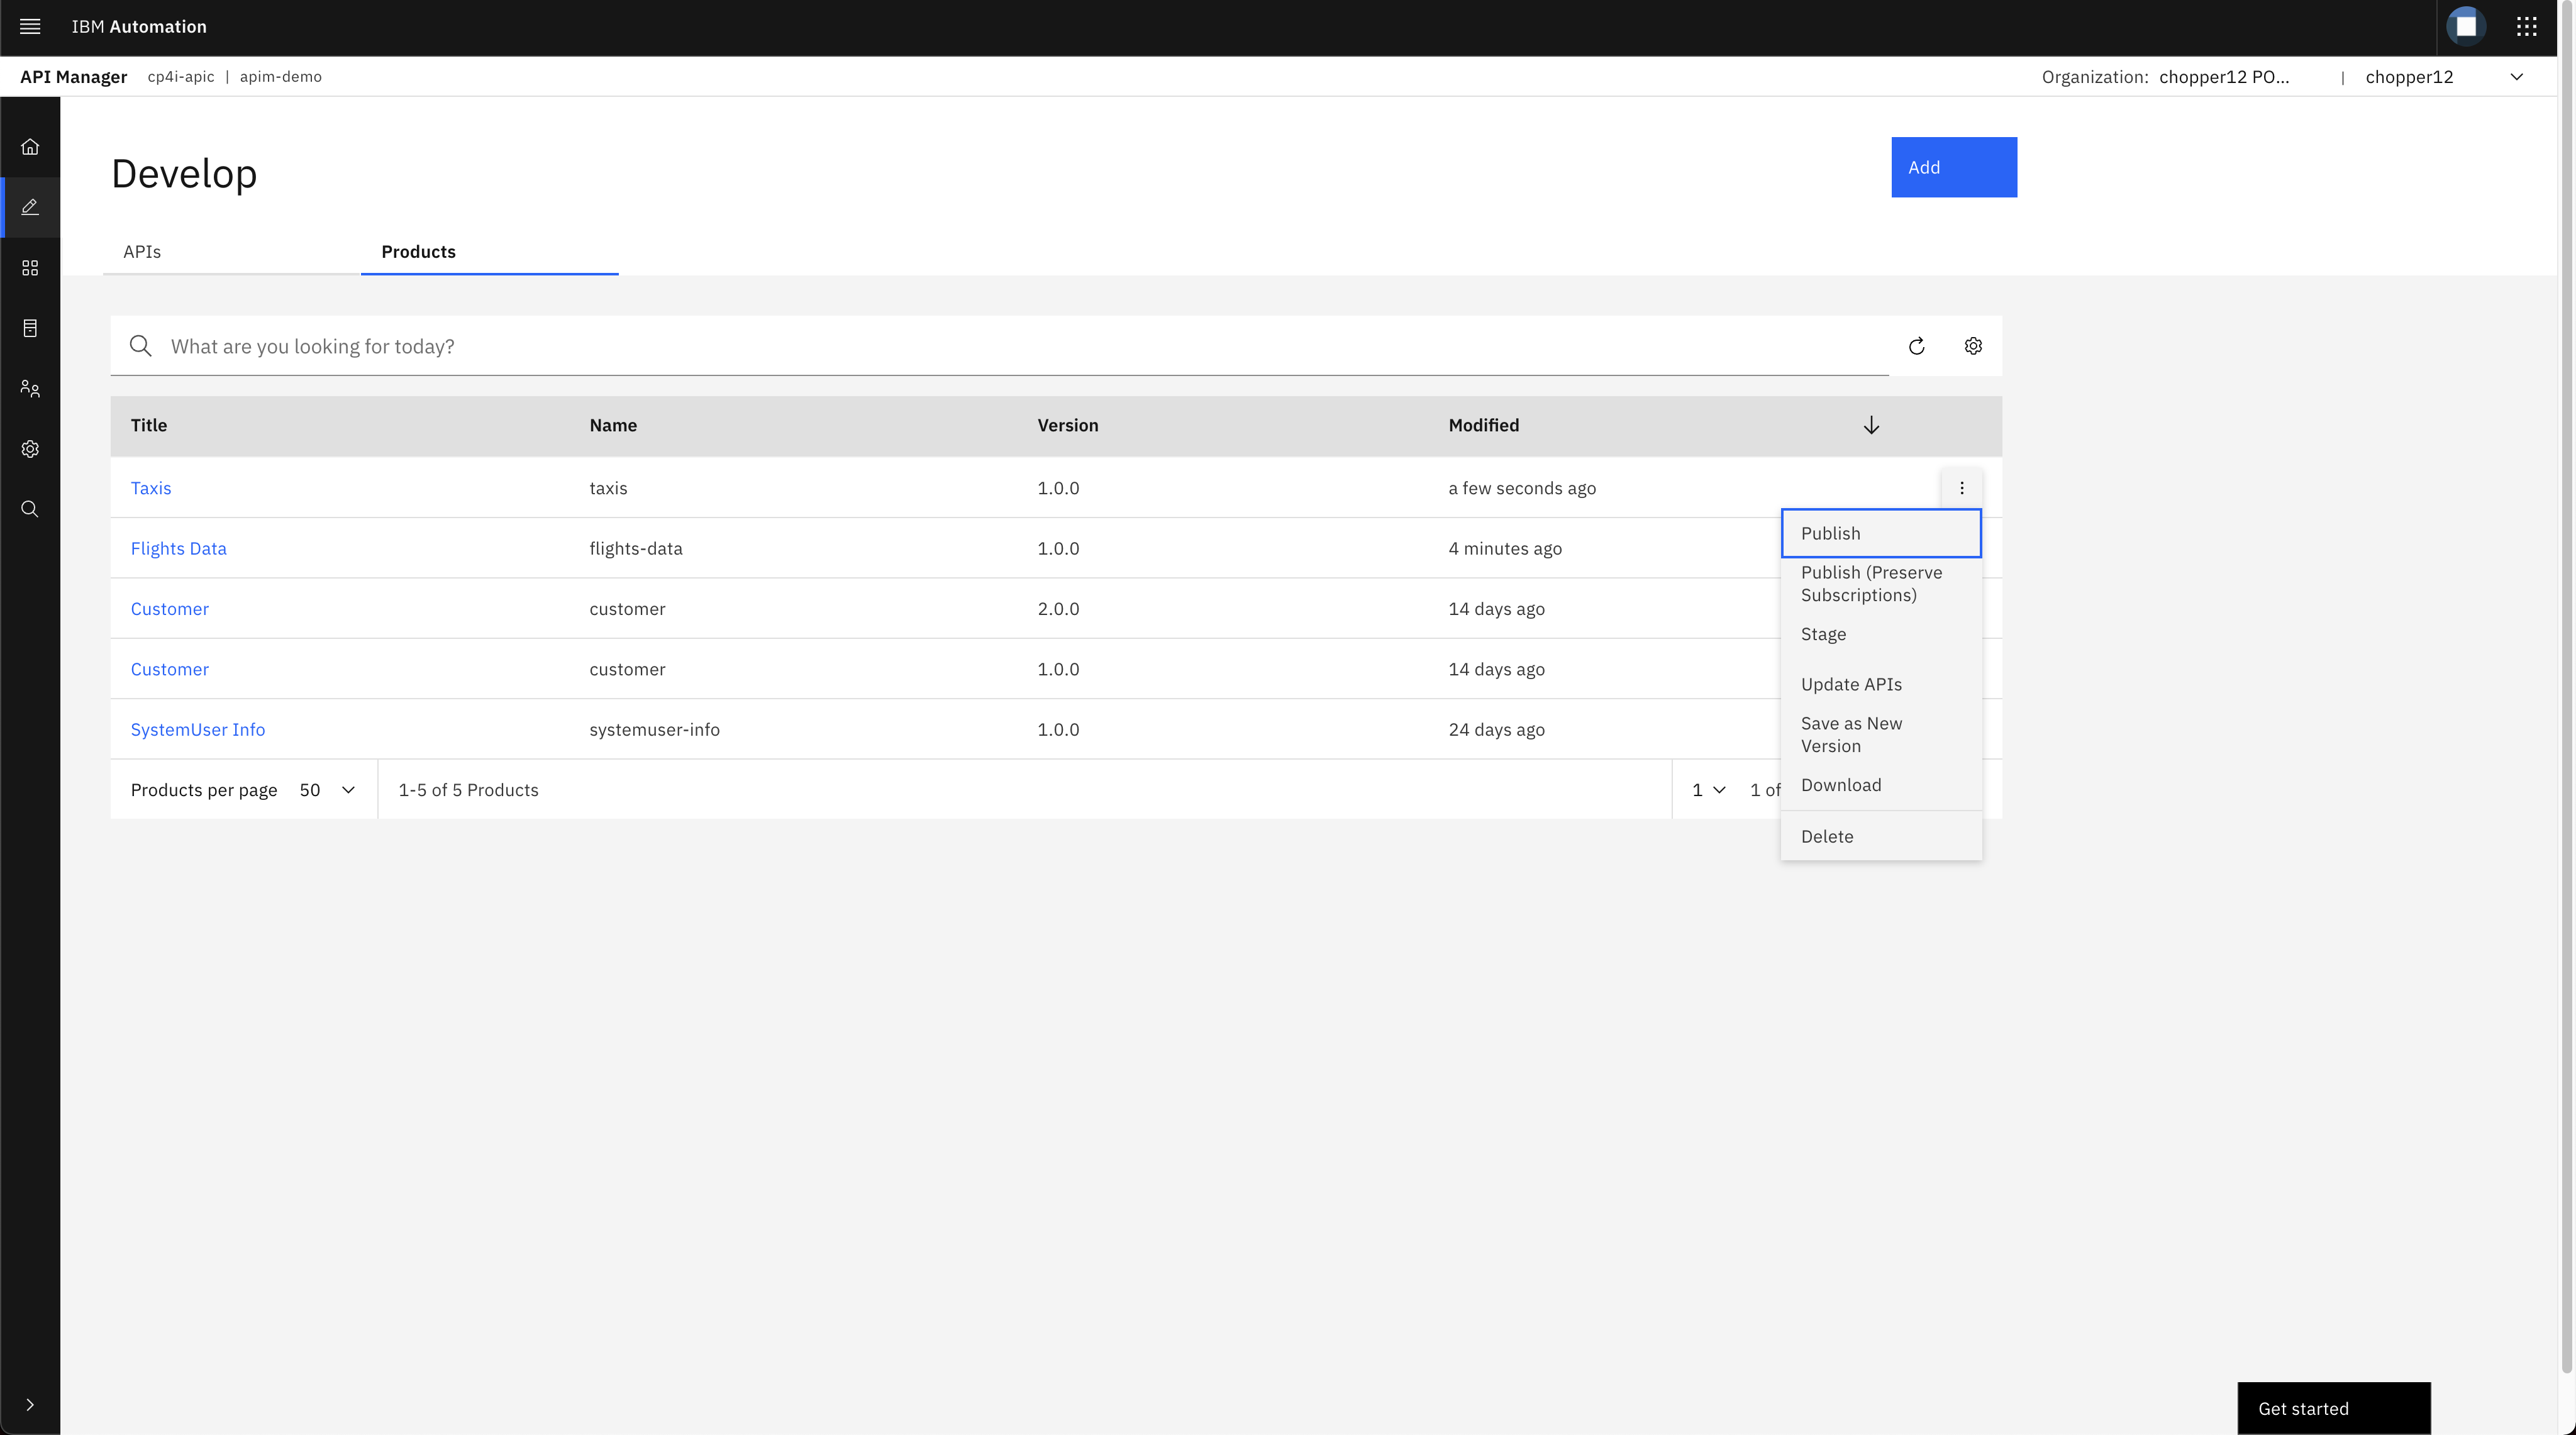 IBM Automation
API Manager cp4i-apic | apim-demo Organization: chopper12 PO... | chopper12
Develop
Add
APIs Products
What are you looking for today?
Title Name Version Modified
Taxis taxis 1.0.0 a few seconds ago
Flights Data flights-data 1.0.0 4 minutes ago
Customer customer 2.0.0 14 days ago
Customer customer 1.0.0 14 days ago
SystemUser Info systemuser-info 1.0.0 24 days ago
Products per page 50 1-5 of 5 Products 1 1 of
Publish
Publish (Preserve
Subscriptions)
Stage
Update APIs
Save as New
Version
Download
Delete
Get started